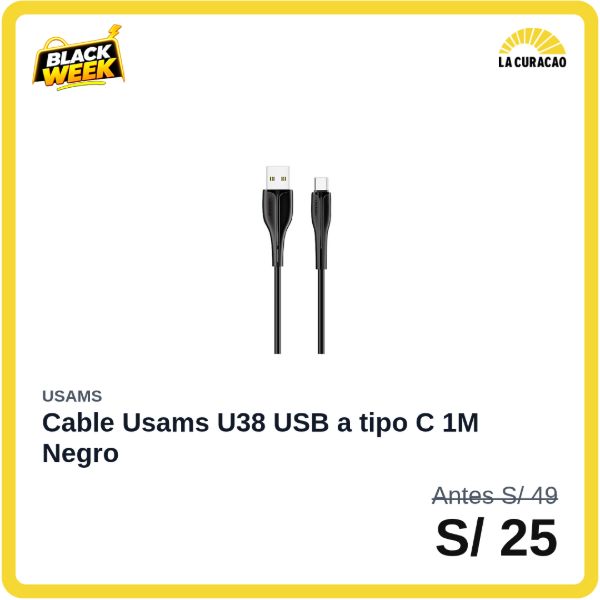 BLACK
WEEK
LA CURACAO
USAMS
Cable Usams U38 USB a tipo C 1M
Negro
Antes S/ 49
S/ 25